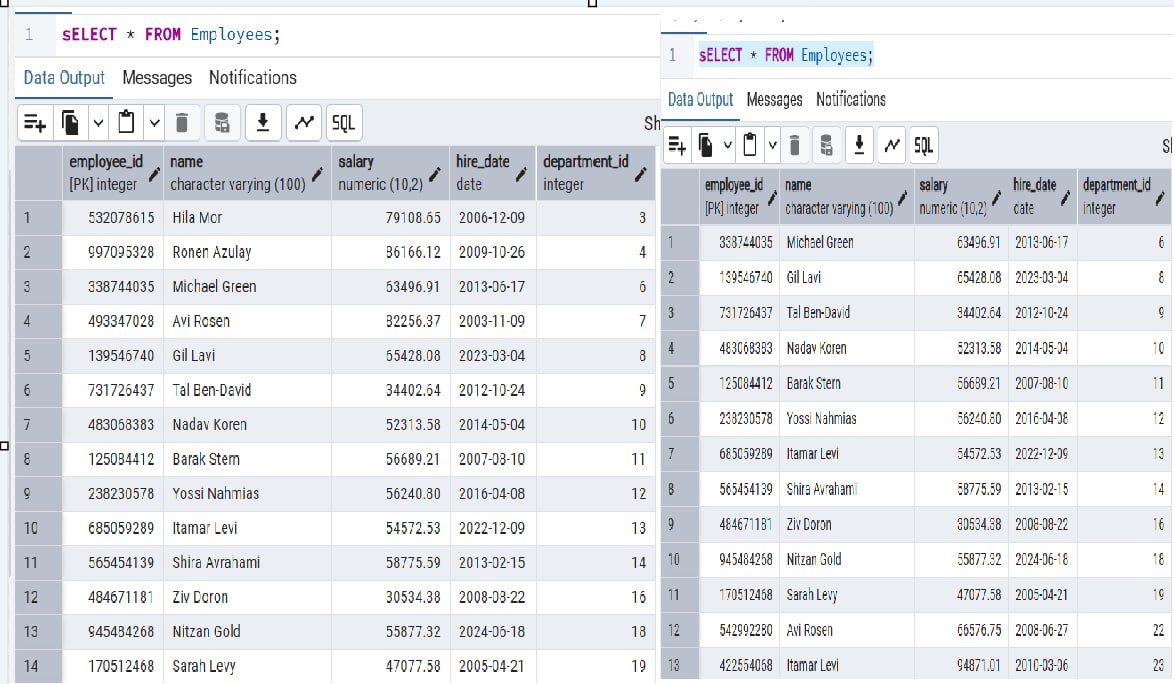 1 sELECT * FROM Employees;
Data Output Messages Notifications
SQL Sh
employee_id name salary hire_date department_id
[PK] integer character varying (100) numeric (10,2) date integer
1 532078615 Hila Mor 79108.65 2006-12-09 3
2 997095328 Ronen Azulay 86166.12 2009-10-26 4
3 338744035 Michael Green 63496.91 2013-06-17 6
4 493347028 Avi Rosen 82256.37 2003-11-09 7
5 139546740 Gil Lavi 65428.08 2023-03-04 8
6 731726437 Tal Ben-David 34402.64 2012-10-24 9
7 483068383 Nadav Koren 52313.58 2014-05-04 10
8 125084412 Barak Stern 56689.21 2007-08-10 11
9 238230578 Yossi Nahmias 56240.80 2016-04-08 12
10 685059289 Itamar Levi 54572.53 2022-12-09 13
11 565454139 Shira Avrahami 58775.59 2013-02-15 14
12 484671181 Ziv Doron 30534.38 2008-08-22 16
13 945484268 Nitzan Gold 55877.32 2024-06-18 18
14 170512468 Sarah Levy 47077.58 2005-04-21 19
1 sELECT * FROM Employees;
Data Output Messages Notifications
SQL
employee_id name salary hire_date department_id
[PK] integer character varying (100) numeric (10,2) date integer
1 338744035 Michael Green 63496.91 2013-06-17 6
2 139546740 Gil Lavi 65428.08 2023-03-04 8
3 731726437 Tal Ben-David 34402.64 2012-10-24 9
4 483068383 Nadav Koren 52313.58 2014-05-04 10
5 125084412 Barak Stern 56689.21 2007-08-10 11
6 238230578 Yossi Nahmias 56240.80 2016-04-08 12
7 685059289 Itamar Levi 54572.53 2022-12-09 13
8 565454139 Shira Avrahami 58775.59 2013-02-15 14
9 484671181 Ziv Doron 30534.38 2008-08-22 16
10 945484268 Nitzan Gold 55877.32 2024-06-18 18
11 170512468 Sarah Levy 47077.58 2005-04-21 19
12 542992280 Avi Rosen 66576.75 2008-06-27 22
13 422554068 Itamar Levi 94871.01 2010-03-06 23